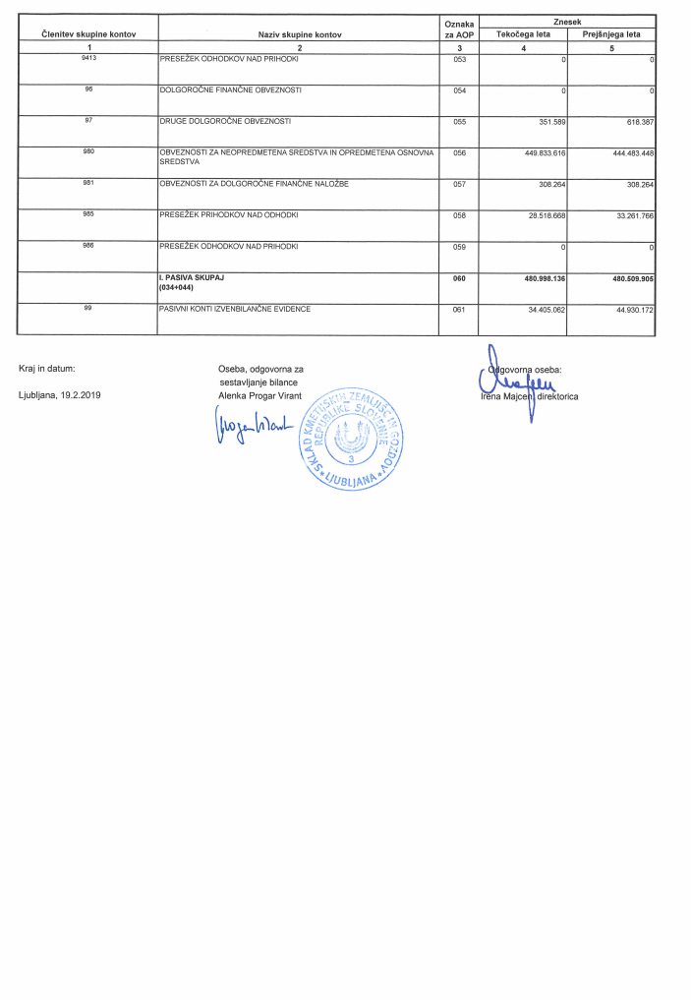 Členitev skupine kontov Naziv skupine kontov Oznaka za AOP Znesek
Tekočega leta Prejšnjega leta
1 2 3 4 5
9413 PRESEŽEK ODHODKOV NAD PRIHODKI 053 0 0
96 DOLGOROČNE FINANČNE OBVEZNOSTI 054 0 0
97 DRUGE DOLGOROČNE OBVEZNOSTI 055 351.589 618.387
980 OBVEZNOSTI ZA NEOPREDMETENA SREDSTVA IN OPREDMETENA OSNOVNA 056 449.833.616 444.483.448
SREDSTVA
981 OBVEZNOSTI ZA DOLGOROČNE FINANČNE NALOŽBE 057 308.264 308.264
985 PRESEŽEK PRIHODKOV NAD ODHODKI 058 28.518.668 33.261.766
986 PRESEŽEK ODHODKOV NAD PRIHODKI 059 0 0
I. PASIVA SKUPAJ 060 480.998.136 480.509.905
(034+044)
99 PASIVNI KONTI IZVENBILANČNE EVIDENCE 061 34.405.062 44.930.172
Kraj in datum: Oseba, odgovorna za Odgovorna oseba:
sestavljanje bilance
Ljubljana, 19.2.2019 Alenka Progar Virant Irena Majcen, direktorica
SKLAD KMETIJSKIH ZEMLJIŠČ IN GOZDOV
REPUBLIKE SLOVENIJE
3
* LJUBLJANA *